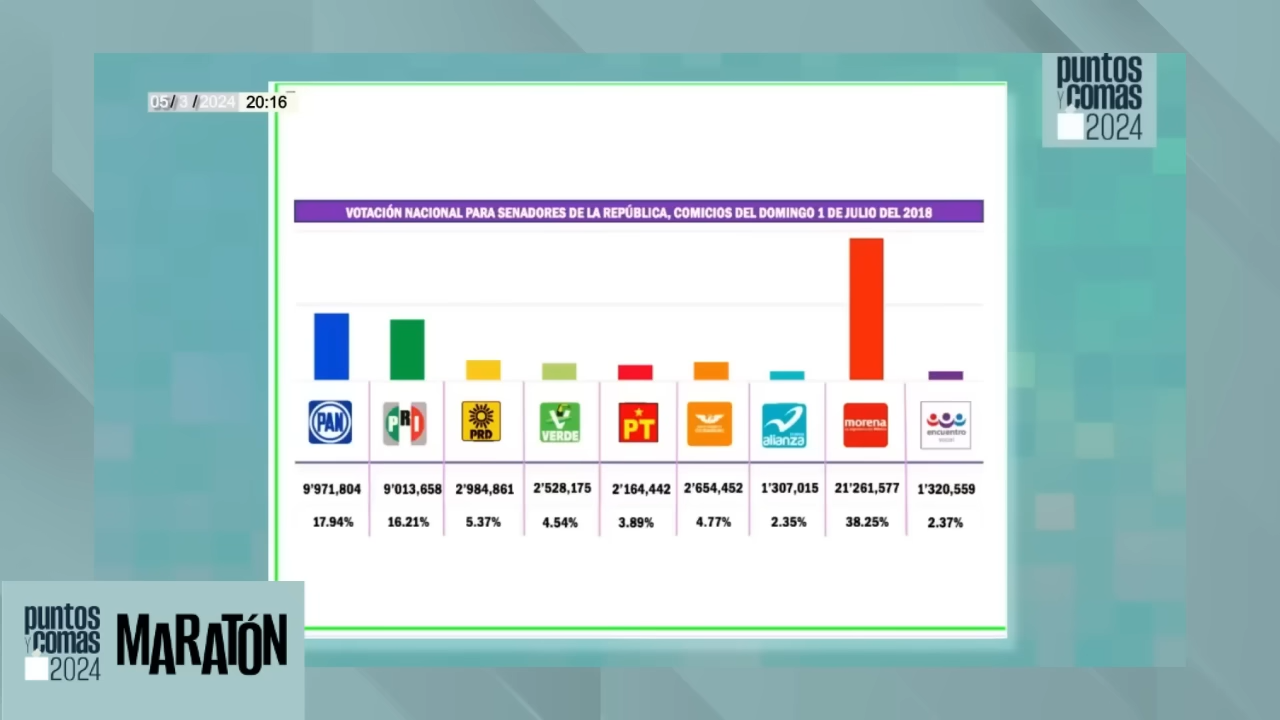 puntos
Y comas
2024
05/ 3 / 2024 20:16
VOTACIÓN NACIONAL PARA SENADORES DE LA REPÚBLICA, COMICIOS DEL DOMINGO 1 DE JULIO DEL 2018
PAN PRI PRD VERDE PT alianza morena encuentro social
9'971,804 9'013,658 2'984,861 2'528,175 2'164,442 2'654,452 1'307,015 21'261,577 1'320,559
17.94% 16.21% 5.37% 4.54% 3.89% 4.77% 2.35% 38.25% 2.37%
puntos
Y comas
2024
MARATÓN